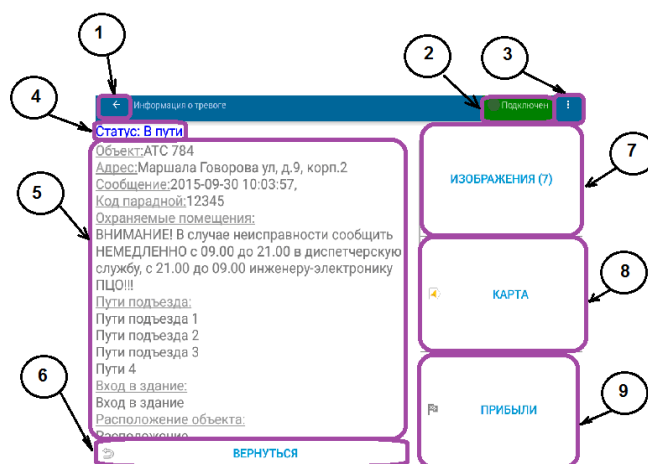 1
2
3
← Информация о тревоге
Подключен
4
Статус: В пути
Объект:АТС 784
Адрес:Маршала Говорова ул, д.9, корп.2
Сообщение:2015-09-30 10:03:57,
Код парадной:12345
Охраняемые помещения:
ВНИМАНИЕ! В случае неисправности сообщить
НЕМЕДЛЕННО с 09.00 до 21.00 в диспетчерскую
службу, с 21.00 до 09.00 инженеру-электронику
ПЦО!!!
Пути подъезда:
Пути подъезда 1
Пути подъезда 2
Пути подъезда 3
Пути 4
Вход в здание:
Вход в здание
Расположение объекта:
Расположение
5
6
ВЕРНУТЬСЯ
ИЗОБРАЖЕНИЯ (7)
7
КАРТА
8
ПРИБЫЛИ
9